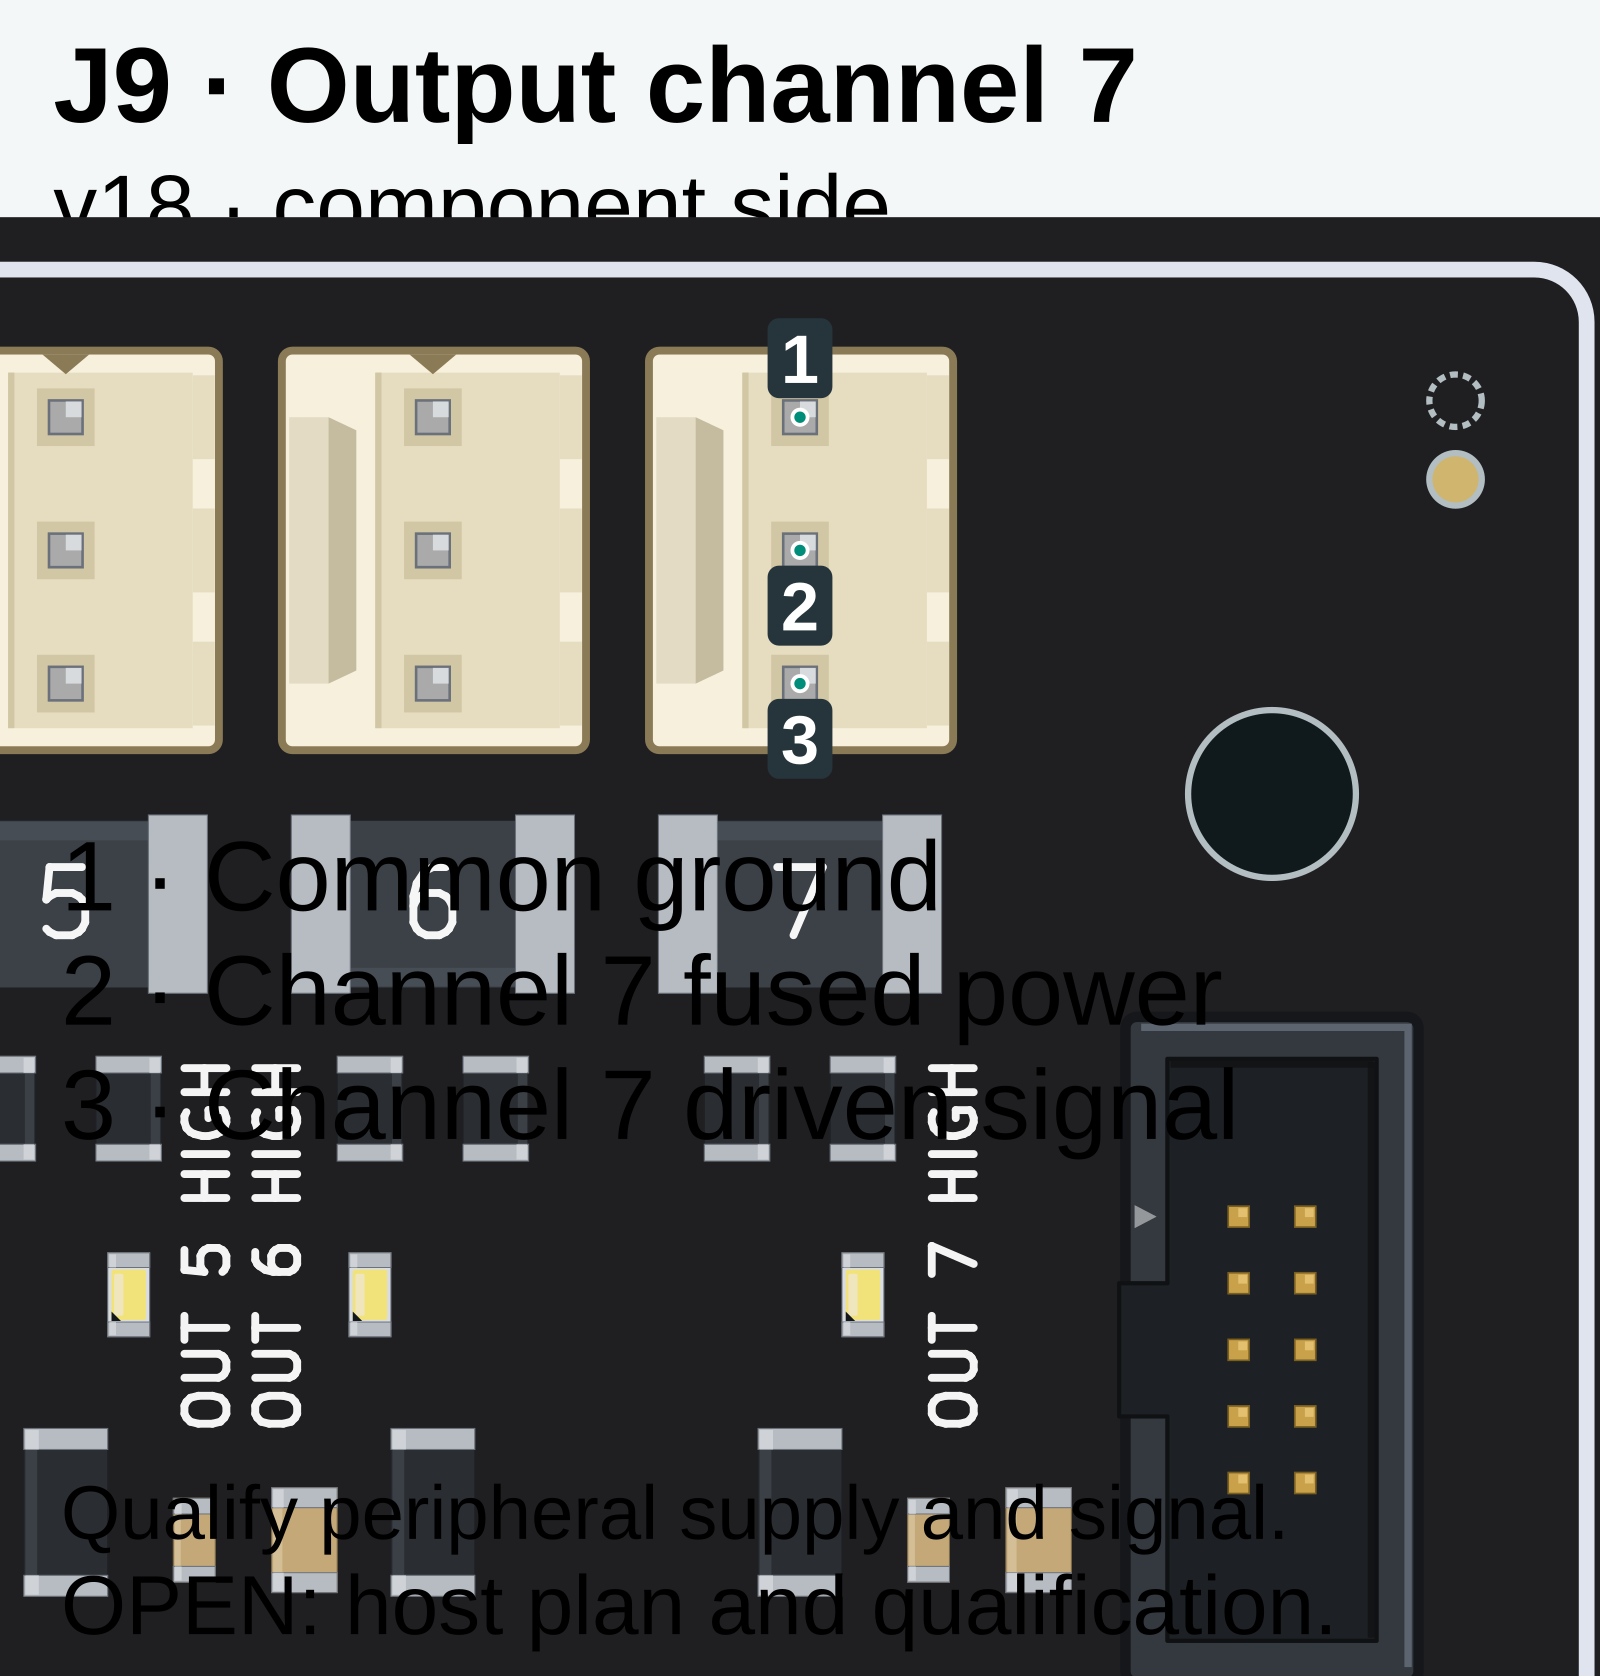 J9 · Output channel 7
v18 · component side
1
2
3
5 6 7
1 · Common ground
2 · Channel 7 fused power
3 · Channel 7 driven signal
OUT 5 HIGH
OUT 6 HIGH
OUT 7 HIGH
Qualify peripheral supply and signal.
OPEN: host plan and qualification.